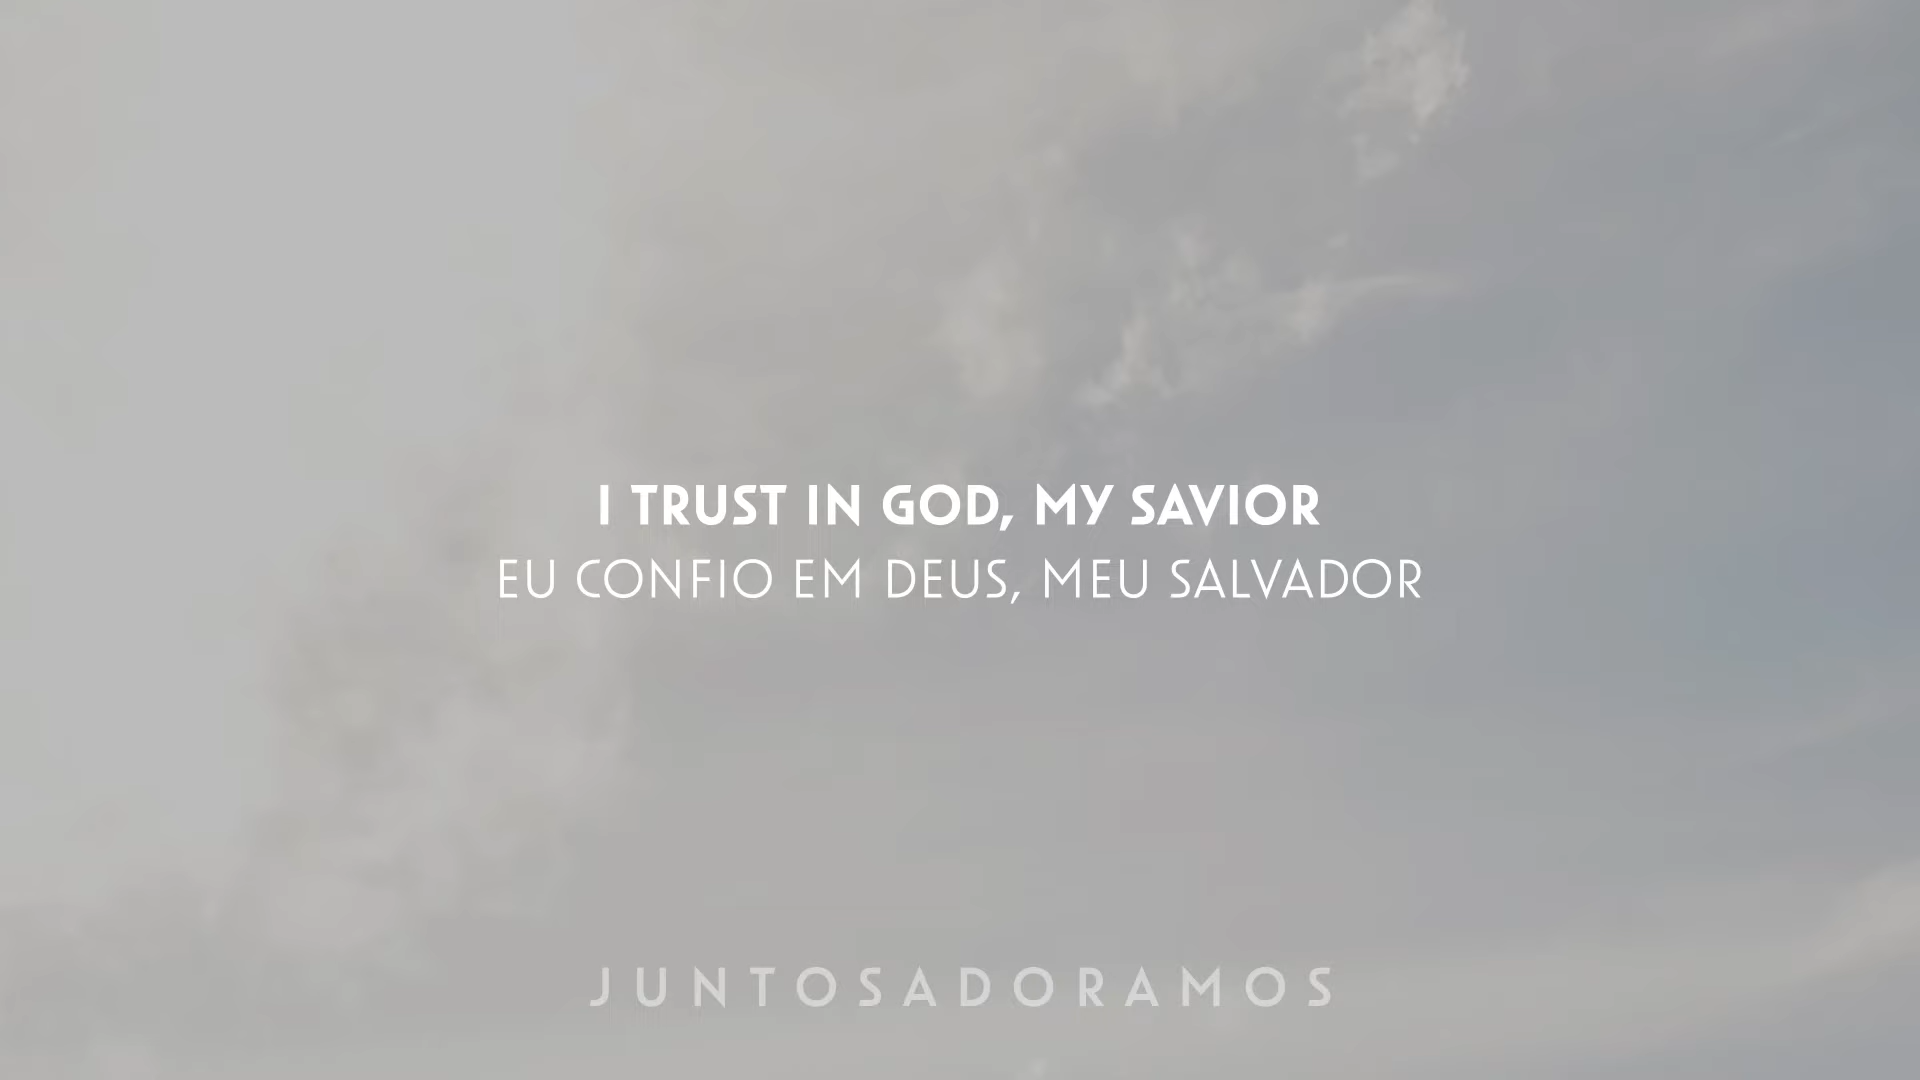 I TRUST IN GOD, MY SAVIOR
EU CONFIO EM DEUS, MEU SALVADOR
JUNTOSADORAMOS